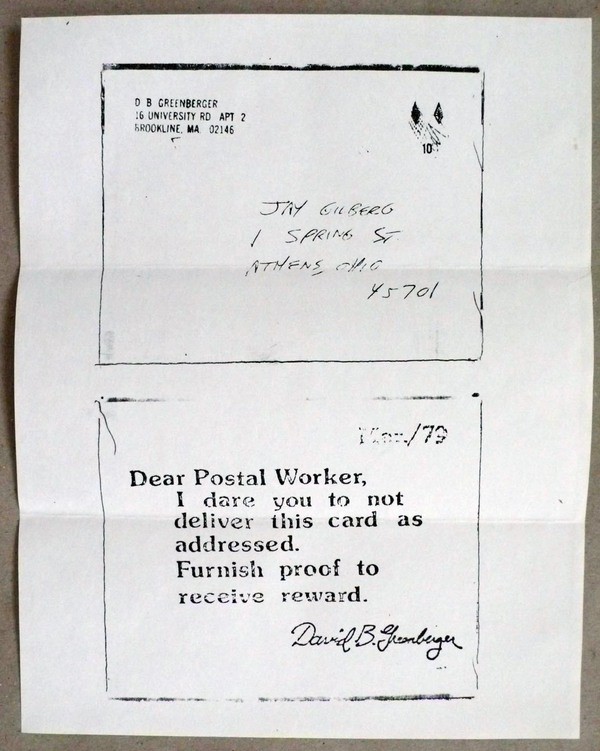 D B GREENBERGER
16 UNIVERSITY RD APT 2
BROOKLINE, MA 02146
10
JAY GILBERG
1 SPRING ST
ATHENS, OHIO
45701
Mar./79
Dear Postal Worker,
I dare you to not
deliver this card as
addressed.
Furnish proof to
receive reward.
David B. Greenberger